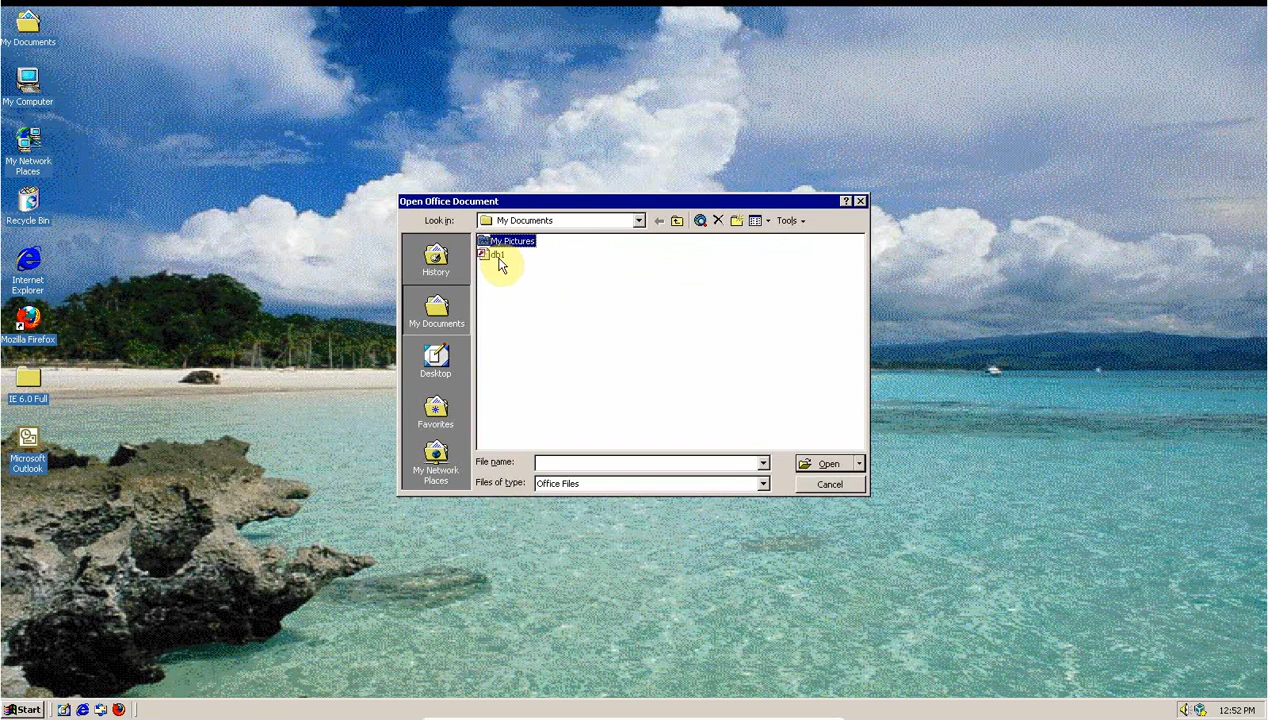 My Documents
My Computer
My Network
Places
Recycle Bin
Internet
Explorer
Mozilla Firefox
IE 6.0 Full
Microsoft
Outlook
Open Office Document
Look in:
My Documents
Tools
History
My Documents
Desktop
Favorites
My Network
Places
My Pictures
db1
File name:
Open
Files of type:
Office Files
Cancel
Start
12:52 PM